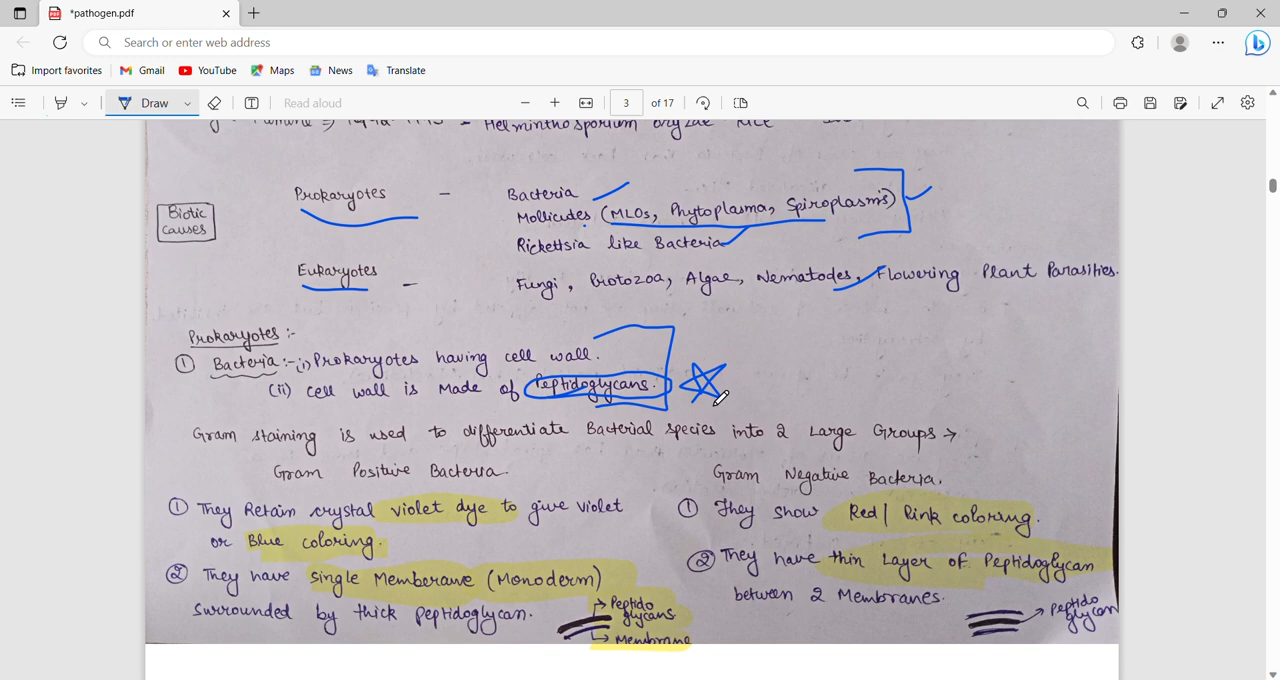 *pathogen.pdf
Search or enter web address
Import favorites Gmail YouTube Maps News Translate
Draw Read aloud 3 of 17
Helminthosporium oryzae Rice
Prokaryotes - Bacteria
Mollicudes (MLOs, Phytoplasma, Spiroplasms)
Rickettsia like Bacteria
Biotic
causes
Eukaryotes - Fungi, Protozoa, Algae, Nematodes, Flowering Plant Parasities.
Prokaryotes :-
① Bacteria :- (i) Prokaryotes having cell wall.
(ii) cell wall is Made of Peptidoglycans.
Gram staining is used to differentiate Bacterial species into 2 Large Groups →
Gram Positive Bacteria.
① They Retain crystal violet dye to give violet
or Blue coloring.
② They have single Memberane (Monoderm)
surrounded by thick peptidoglycan.
→ Peptido
glycans
→ Membrane
Gram Negative Bacteria.
① They show Red | Pink coloring.
② They have thin Layer of Peptidoglycan
between 2 Membranes.
→ Peptido
glycan